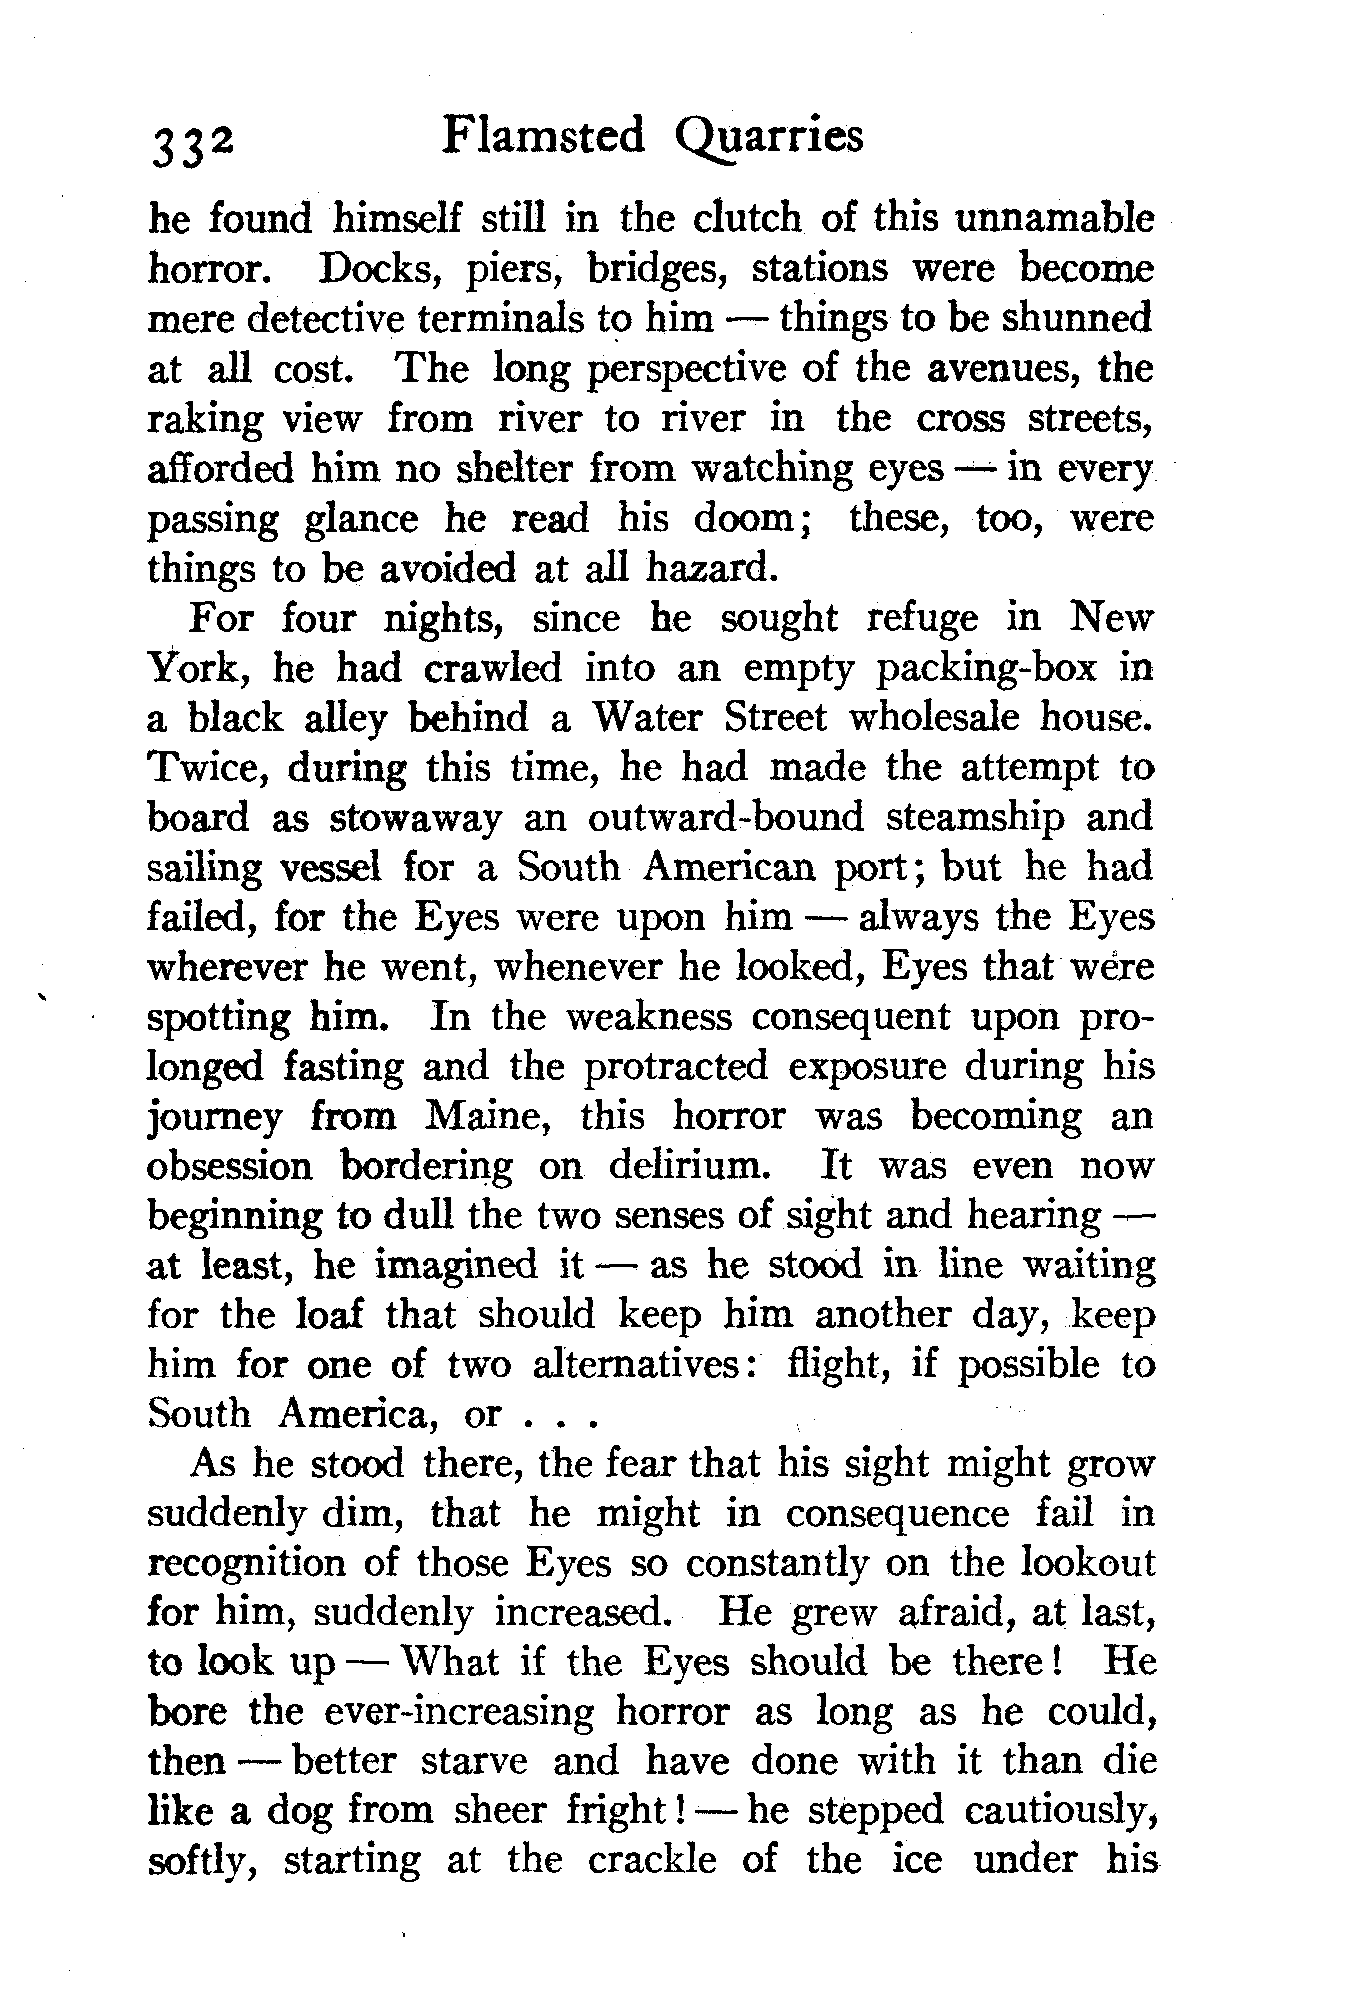 332 Flamsted Quarries
he found himself still in the clutch of this unnamable
horror. Docks, piers, bridges, stations were become
mere detective terminals to him — things to be shunned
at all cost. The long perspective of the avenues, the
raking view from river to river in the cross streets,
afforded him no shelter from watching eyes — in every
passing glance he read his doom; these, too, were
things to be avoided at all hazard.
For four nights, since he sought refuge in New
York, he had crawled into an empty packing-box in
a black alley behind a Water Street wholesale house.
Twice, during this time, he had made the attempt to
board as stowaway an outward-bound steamship and
sailing vessel for a South American port; but he had
failed, for the Eyes were upon him — always the Eyes
wherever he went, whenever he looked, Eyes that were
spotting him. In the weakness consequent upon pro-
longed fasting and the protracted exposure during his
journey from Maine, this horror was becoming an
obsession bordering on delirium. It was even now
beginning to dull the two senses of sight and hearing —
at least, he imagined it — as he stood in line waiting
for the loaf that should keep him another day, keep
him for one of two alternatives: flight, if possible to
South America, or . . .
As he stood there, the fear that his sight might grow
suddenly dim, that he might in consequence fail in
recognition of those Eyes so constantly on the lookout
for him, suddenly increased. He grew afraid, at last,
to look up — What if the Eyes should be there! He
bore the ever-increasing horror as long as he could,
then — better starve and have done with it than die
like a dog from sheer fright! — he stepped cautiously,
softly, starting at the crackle of the ice under his